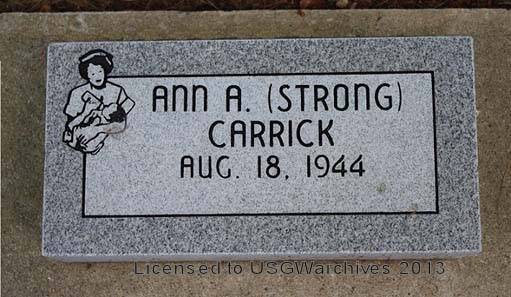 ANN A. (STRONG)
CARRICK
AUG. 18, 1944
Licensed to USGWarchives 2013